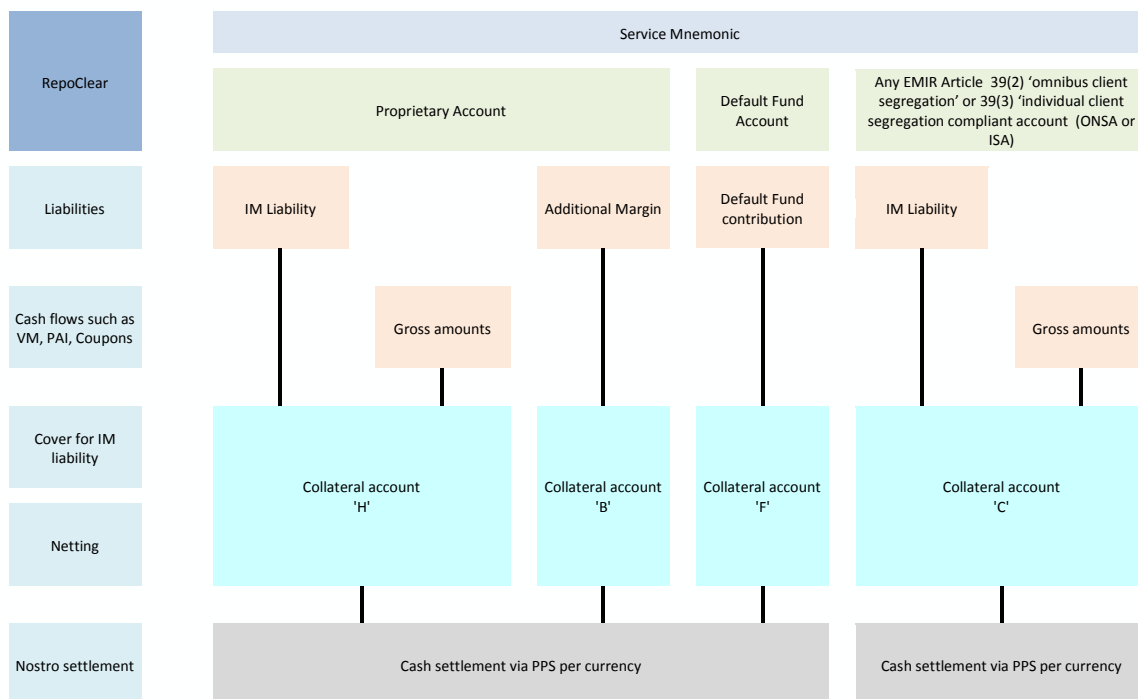 Service Mnemonic
RepoClear
Proprietary Account
Default Fund
Account
Any EMIR Article  39(2) ‘omnibus client
segregation’ or 39(3) ‘individual client
segregation compliant account  (ONSA or
ISA)
Liabilities
IM Liability
Additional Margin
Default Fund
contribution
IM Liability
Cash flows such as
VM, PAI, Coupons
Gross amounts
Gross amounts
Cover for IM
liability
Collateral account
'H'
Collateral account
'B'
Collateral account
'F'
Collateral account
'C'
Netting
Nostro settlement
Cash settlement via PPS per currency
Cash settlement via PPS per currency